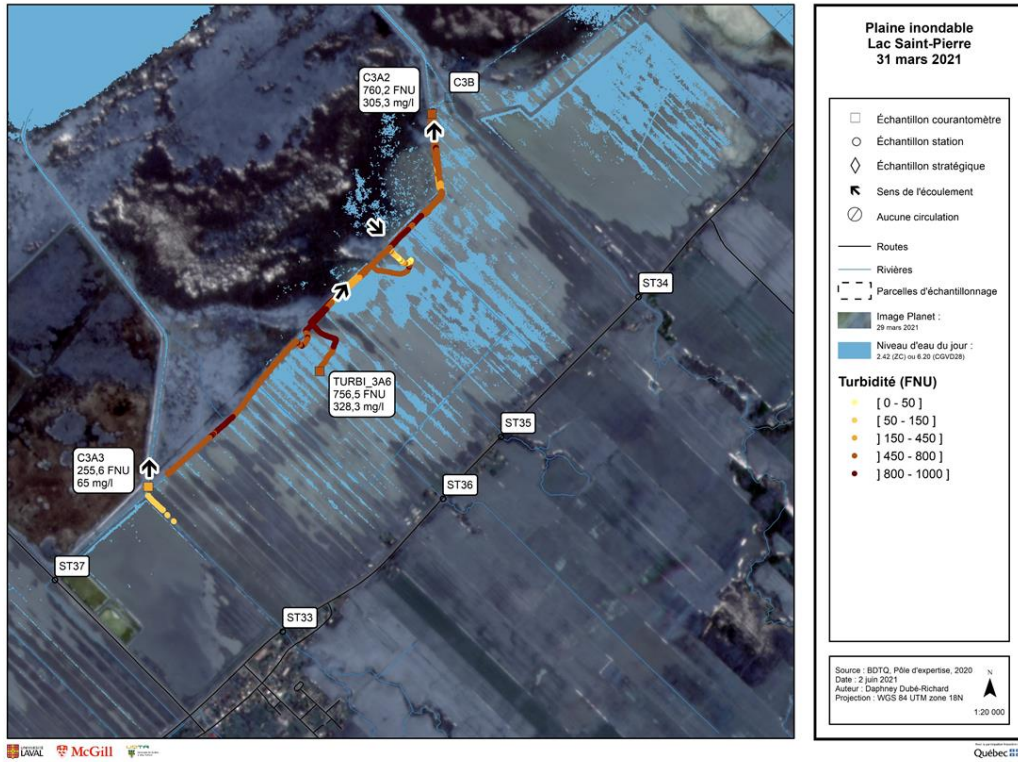 C3A2
760,2 FNU
305,3 mg/l
C3B
ST34
TURBI_3A6
756,5 FNU
328,3 mg/l
ST35
C3A3
255,6 FNU
65 mg/l
ST36
ST37
ST33
Plaine inondable
Lac Saint-Pierre
31 mars 2021
Échantillon courantomètre
Échantillon station
Échantillon stratégique
Sens de l'écoulement
Aucune circulation
Routes
Rivières
Parcelles d'échantillonnage
Image Planet :
29 mars 2021
Niveau d'eau du jour :
2.42 (ZC) ou 6.20 (CGVD28)
Turbidité (FNU)
[ 0 - 50 ]
[ 50 - 150 ]
] 150 - 450 ]
] 450 - 800 ]
] 800 - 1000 ]
Source : BDTQ, Pôle d'expertise, 2020
Date : 2 juin 2021
Auteur : Daphney Dubé-Richard
Projection : WGS 84 UTM zone 18N
N
1:20 000
UNIVERSITÉ
LAVAL
McGill
UQTR
Québec